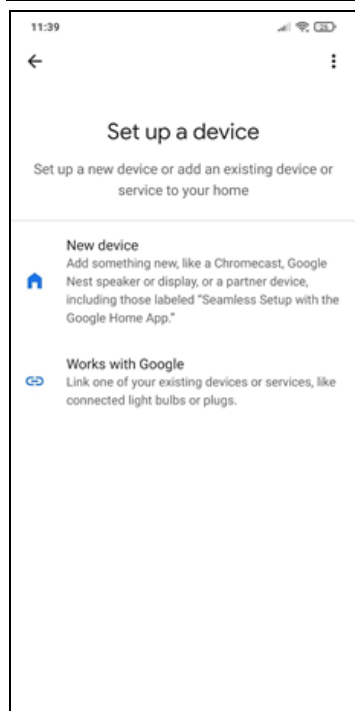 11:39
Set up a device
Set up a new device or add an existing device or
service to your home
New device
Add something new, like a Chromecast, Google
Nest speaker or display, or a partner device,
including those labeled “Seamless Setup with the
Google Home App.”
Works with Google
Link one of your existing devices or services, like
connected light bulbs or plugs.